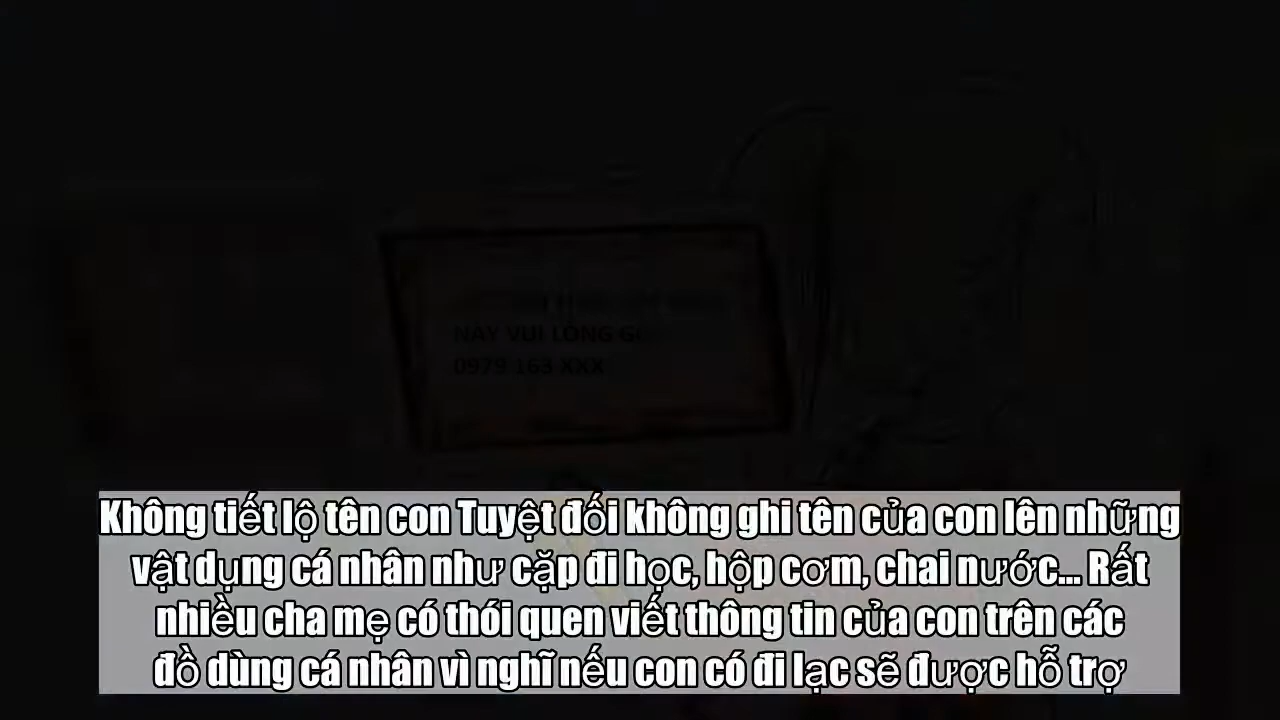 NÀY VUI LÒNG GỌI
0979 163 XXX
Không tiết lộ tên con Tuyệt đối không ghi tên của con lên những
vật dụng cá nhân như cặp đi học, hộp cơm, chai nước... Rất
nhiều cha mẹ có thói quen viết thông tin của con trên các
đồ dùng cá nhân vì nghĩ nếu con có đi lạc sẽ được hỗ trợ